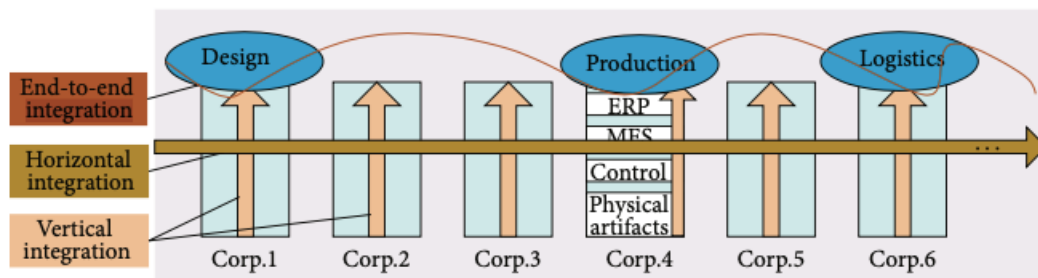 Design
Production
Logistics
End-to-end
integration
Horizontal
integration
Vertical
integration
ERP
MES
Control
Physical
artifacts
...
Corp.1
Corp.2
Corp.3
Corp.4
Corp.5
Corp.6